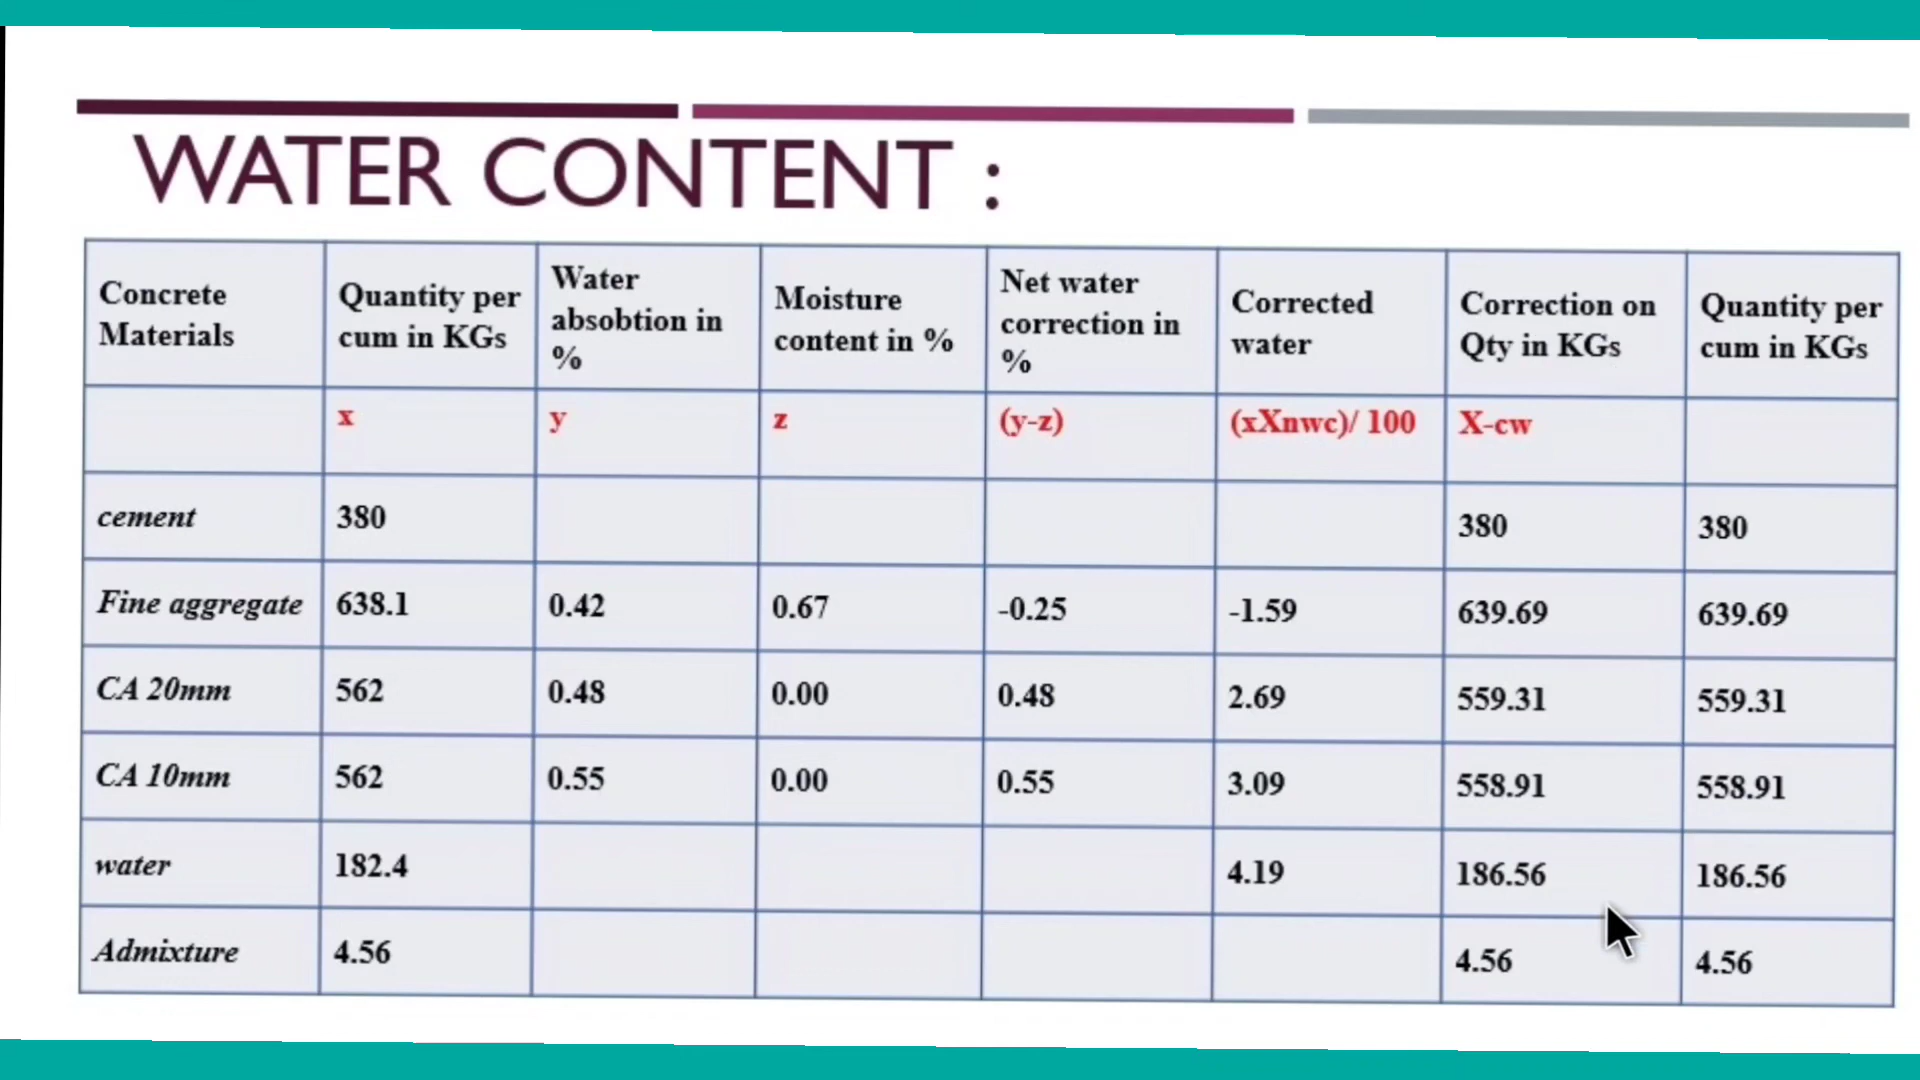 WATER CONTENT :
Concrete Materials Quantity per cum in KGs Water absobtion in % Moisture content in % Net water correction in % Corrected water Correction on Qty in KGs Quantity per cum in KGs
x y z (y-z) (xXnwc)/ 100 X-cw
cement 380 380 380
Fine aggregate 638.1 0.42 0.67 -0.25 -1.59 639.69 639.69
CA 20mm 562 0.48 0.00 0.48 2.69 559.31 559.31
CA 10mm 562 0.55 0.00 0.55 3.09 558.91 558.91
water 182.4 4.19 186.56 186.56
Admixture 4.56 4.56 4.56